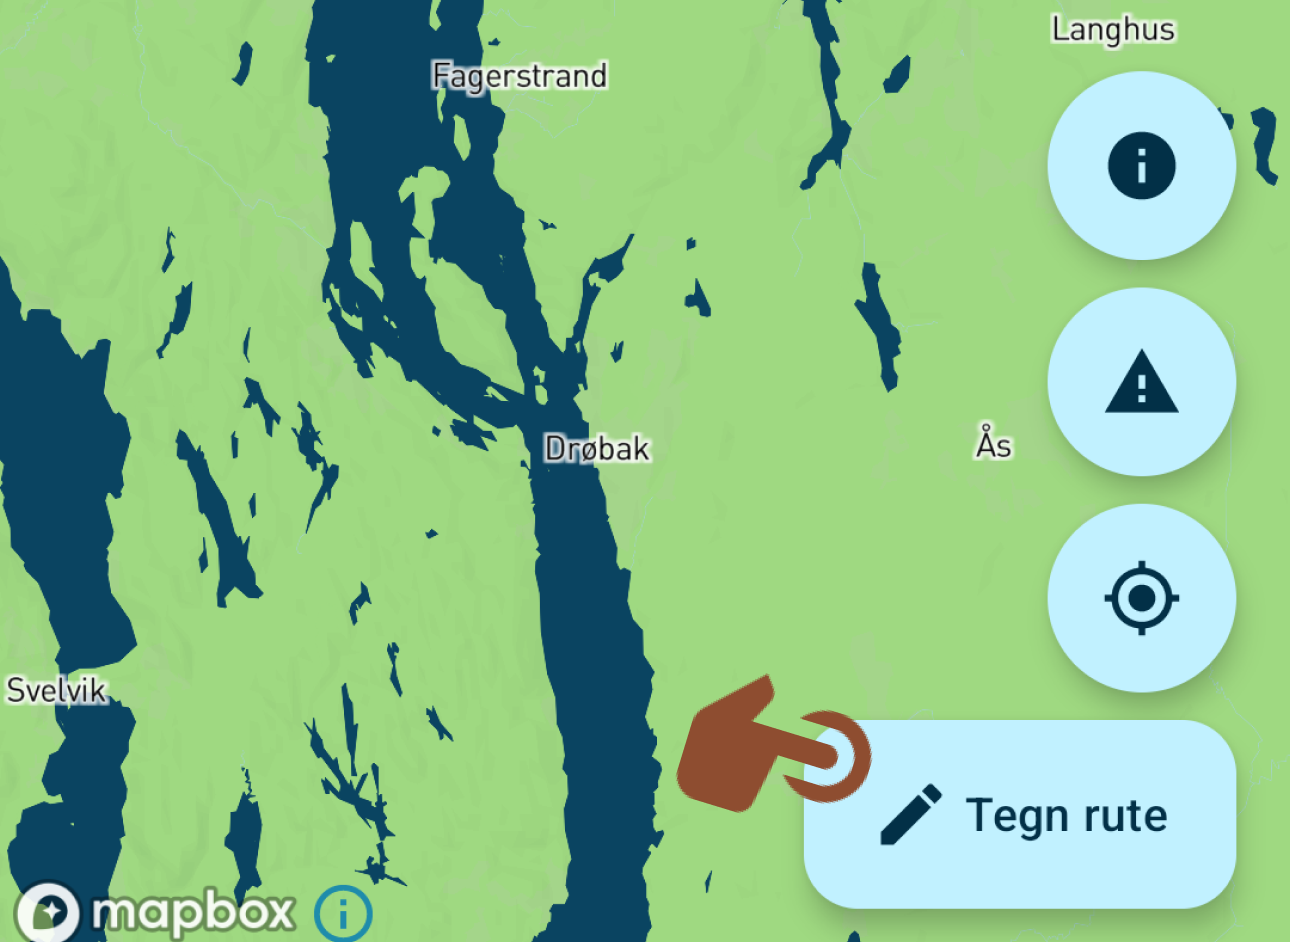 Langhus
Fagerstrand
Drøbak
Ås
Svelvik
Tegn rute
mapbox